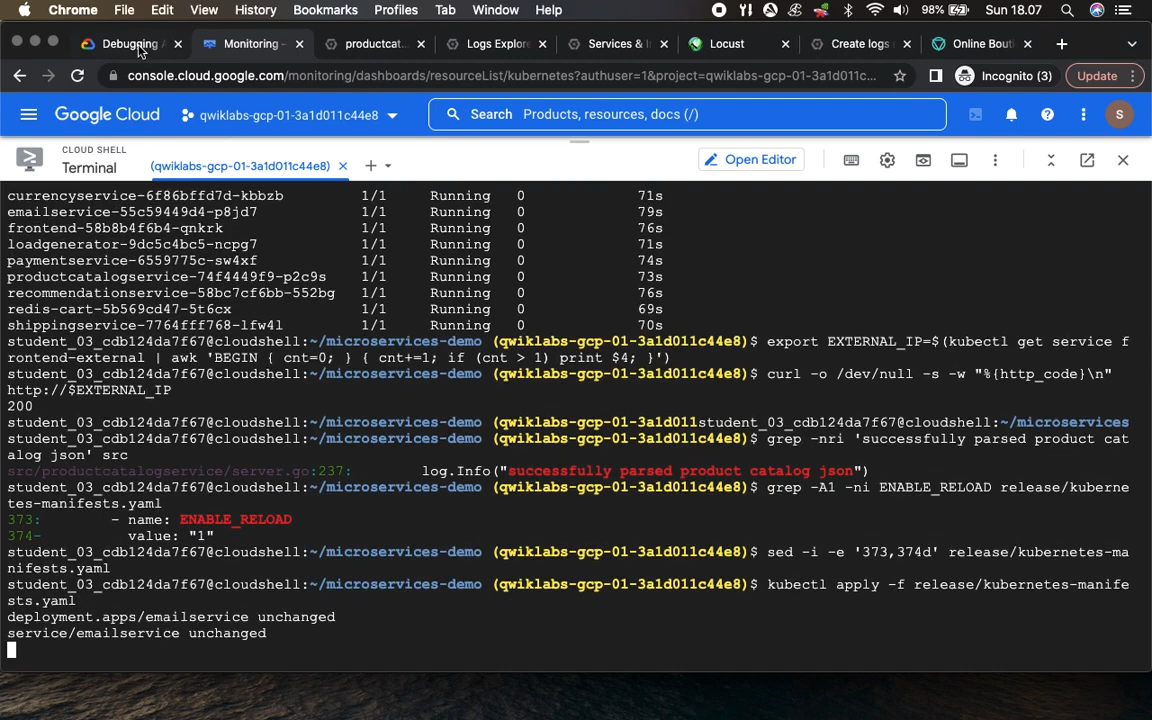 Chrome File Edit View History Bookmarks Profiles Tab Window Help 98% Sun 18.07
Debugging Monitoring - productcat... Logs Explore Services & I Locust Create logs Online Bout
console.cloud.google.com/monitoring/dashboards/resourceList/kubernetes?authuser=1&project=qwiklabs-gcp-01-3a1d011c... Incognito (3) Update
Google Cloud qwiklabs-gcp-01-3a1d011c44e8 Search Products, resources, docs (/) S
CLOUD SHELL
Terminal (qwiklabs-gcp-01-3a1d011c44e8) Open Editor
currencyservice-6f86bffd7d-kbbzb 1/1 Running 0 71s
emailservice-55c59449d4-p8jd7 1/1 Running 0 79s
frontend-58b8b4f6b4-qnkrk 1/1 Running 0 76s
loadgenerator-9dc5c4bc5-ncpg7 1/1 Running 0 71s
paymentservice-6559775c-sw4xf 1/1 Running 0 74s
productcatalogservice-74f4449f9-p2c9s 1/1 Running 0 73s
recommendationservice-58bc7cf6bb-552bg 1/1 Running 0 76s
redis-cart-5b569cd47-5t6cx 1/1 Running 0 69s
shippingservice-7764fff768-lfw4l 1/1 Running 0 70s
student_03_cdb124da7f67@cloudshell:~/microservices-demo (qwiklabs-gcp-01-3a1d011c44e8)$ export EXTERNAL_IP=$(kubectl get service f
rontend-external | awk 'BEGIN { cnt=0; } { cnt+=1; if (cnt > 1) print $4; }')
student_03_cdb124da7f67@cloudshell:~/microservices-demo (qwiklabs-gcp-01-3a1d011c44e8)$ curl -o /dev/null -s -w "%{http_code}\n"
http://$EXTERNAL_IP
200
student_03_cdb124da7f67@cloudshell:~/microservices-demo (qwiklabs-gcp-01-3a1d011student_03_cdb124da7f67@cloudshell:~/microservices
student_03_cdb124da7f67@cloudshell:~/microservices-demo (qwiklabs-gcp-01-3a1d011c44e8)$ grep -nri 'successfully parsed product cat
alog json' src
src/productcatalogservice/server.go:237: log.Info("successfully parsed product catalog json")
student_03_cdb124da7f67@cloudshell:~/microservices-demo (qwiklabs-gcp-01-3a1d011c44e8)$ grep -A1 -ni ENABLE_RELOAD release/kuberne
tes-manifests.yaml
373: - name: ENABLE_RELOAD
374- value: "1"
student_03_cdb124da7f67@cloudshell:~/microservices-demo (qwiklabs-gcp-01-3a1d011c44e8)$ sed -i -e '373,374d' release/kubernetes-ma
nifests.yaml
student_03_cdb124da7f67@cloudshell:~/microservices-demo (qwiklabs-gcp-01-3a1d011c44e8)$ kubectl apply -f release/kubernetes-manife
sts.yaml
deployment.apps/emailservice unchanged
service/emailservice unchanged